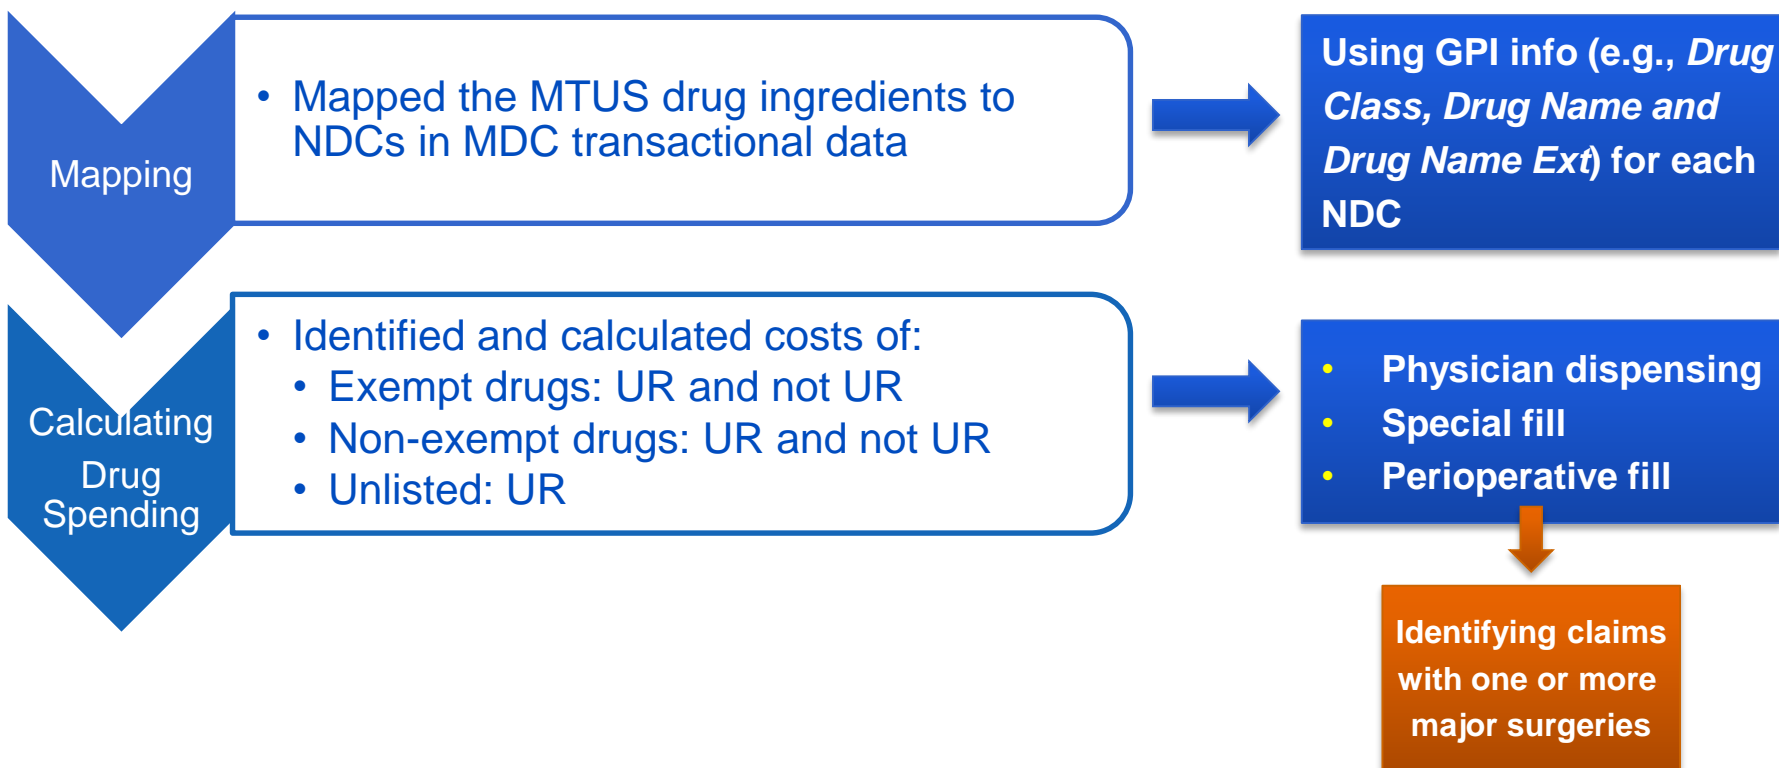 Mapping
• Mapped the MTUS drug ingredients to
NDCs in MDC transactional data
Using GPI info (e.g., Drug
Class, Drug Name and
Drug Name Ext) for each
NDC
Calculating
Drug
Spending
• Identified and calculated costs of:
• Exempt drugs: UR and not UR
• Non-exempt drugs: UR and not UR
• Unlisted: UR
• Physician dispensing
• Special fill
• Perioperative fill
Identifying claims
with one or more
major surgeries